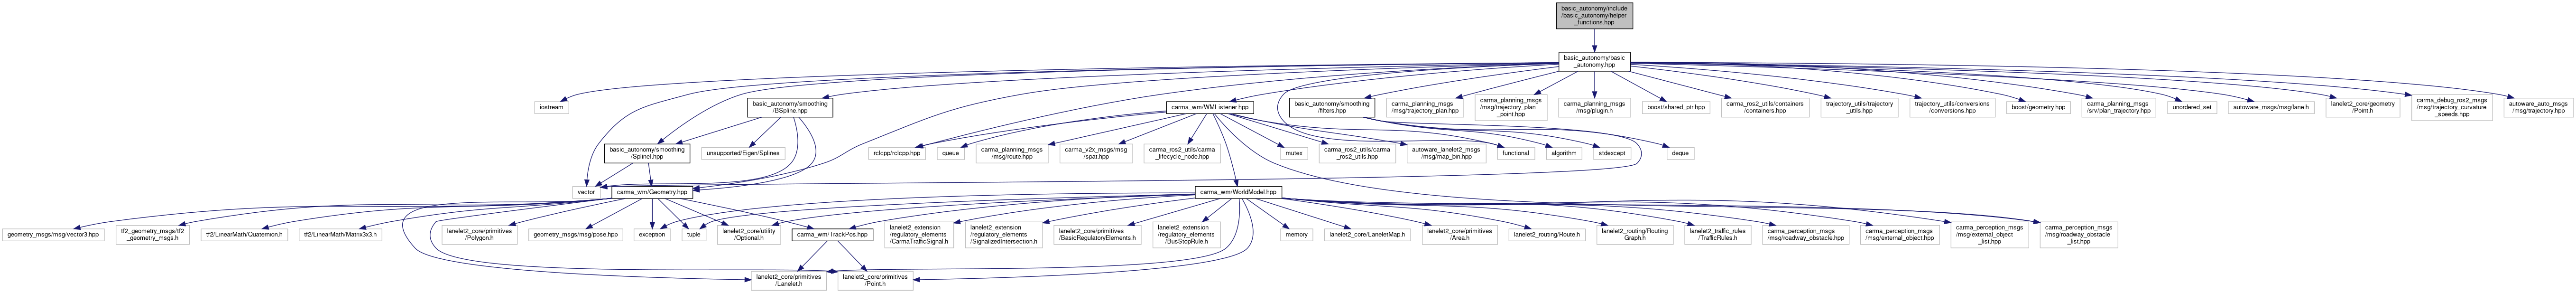 basic_autonomy/include
/basic_autonomy/helper
_functions.hpp
basic_autonomy/basic
_autonomy.hpp
iostream
basic_autonomy/smoothing
/BSpline.hpp
carma_wm/WMListener.hpp
basic_autonomy/smoothing
/filters.hpp
carma_planning_msgs
/msg/trajectory_plan.hpp
carma_planning_msgs
/msg/trajectory_plan
_point.hpp
carma_planning_msgs
/msg/plugin.h
boost/shared_ptr.hpp
carma_ros2_utils/containers
/containers.hpp
trajectory_utils/trajectory
_utils.hpp
trajectory_utils/conversions
/conversions.hpp
boost/geometry.hpp
carma_planning_msgs
/srv/plan_trajectory.hpp
unordered_set
autoware_msgs/msg/lane.h
lanelet2_core/geometry
/Point.h
carma_debug_ros2_msgs
/msg/trajectory_curvature
_speeds.hpp
autoware_auto_msgs
/msg/trajectory.hpp
basic_autonomy/smoothing
/SplineI.hpp
unsupported/Eigen/Splines
rclcpp/rclcpp.hpp
queue
carma_planning_msgs
/msg/route.hpp
carma_v2x_msgs/msg
/spat.hpp
carma_ros2_utils/carma
_lifecycle_node.hpp
mutex
carma_ros2_utils/carma
_ros2_utils.hpp
autoware_lanelet2_msgs
/msg/map_bin.hpp
functional
algorithm
stdexcept
deque
vector
carma_wm/Geometry.hpp
carma_wm/WorldModel.hpp
geometry_msgs/msg/vector3.hpp
tf2_geometry_msgs/tf2
_geometry_msgs.h
tf2/LinearMath/Quaternion.h
tf2/LinearMath/Matrix3x3.h
lanelet2_core/primitives
/Polygon.h
geometry_msgs/msg/pose.hpp
exception
tuple
lanelet2_core/utility
/Optional.h
carma_wm/TrackPos.hpp
lanelet2_extension
/regulatory_elements
/CarmaTrafficSignal.h
lanelet2_extension
/regulatory_elements
/SignalizedIntersection.h
lanelet2_core/primitives
/BasicRegulatoryElements.h
lanelet2_extension
/regulatory_elements
/BusStopRule.h
memory
lanelet2_core/LaneletMap.h
lanelet2_core/primitives
/Area.h
lanelet2_routing/Route.h
lanelet2_routing/Routing
Graph.h
lanelet2_traffic_rules
/TrafficRules.h
carma_perception_msgs
/msg/roadway_obstacle.hpp
carma_perception_msgs
/msg/external_object.hpp
carma_perception_msgs
/msg/external_object
_list.hpp
carma_perception_msgs
/msg/roadway_obstacle
_list.hpp
lanelet2_core/primitives
/Lanelet.h
lanelet2_core/primitives
/Point.h